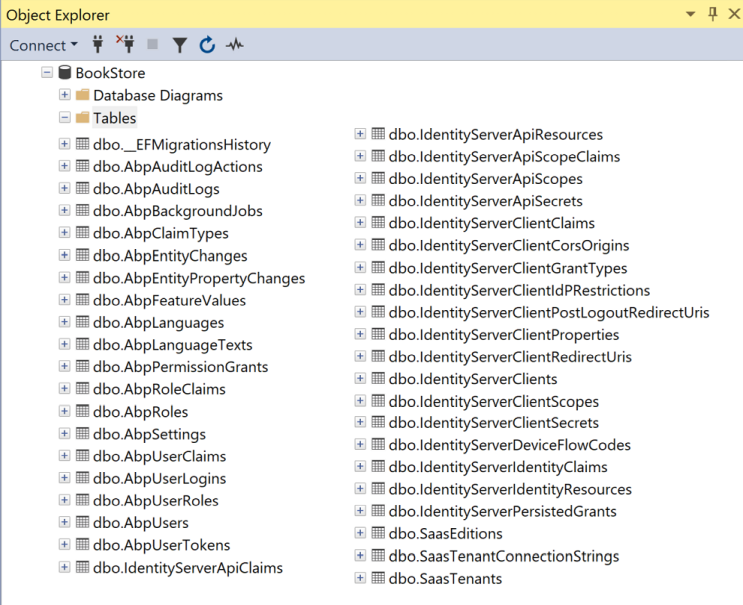 Object Explorer
Connect
BookStore
Database Diagrams
Tables
dbo.__EFMigrationsHistory
dbo.AbpAuditLogActions
dbo.AbpAuditLogs
dbo.AbpBackgroundJobs
dbo.AbpClaimTypes
dbo.AbpEntityChanges
dbo.AbpEntityPropertyChanges
dbo.AbpFeatureValues
dbo.AbpLanguages
dbo.AbpLanguageTexts
dbo.AbpPermissionGrants
dbo.AbpRoleClaims
dbo.AbpRoles
dbo.AbpSettings
dbo.AbpUserClaims
dbo.AbpUserLogins
dbo.AbpUserRoles
dbo.AbpUsers
dbo.AbpUserTokens
dbo.IdentityServerApiClaims
dbo.IdentityServerApiResources
dbo.IdentityServerApiScopeClaims
dbo.IdentityServerApiScopes
dbo.IdentityServerApiSecrets
dbo.IdentityServerClientClaims
dbo.IdentityServerClientCorsOrigins
dbo.IdentityServerClientGrantTypes
dbo.IdentityServerClientIdPRestrictions
dbo.IdentityServerClientPostLogoutRedirectUris
dbo.IdentityServerClientProperties
dbo.IdentityServerClientRedirectUris
dbo.IdentityServerClients
dbo.IdentityServerClientScopes
dbo.IdentityServerClientSecrets
dbo.IdentityServerDeviceFlowCodes
dbo.IdentityServerIdentityClaims
dbo.IdentityServerIdentityResources
dbo.IdentityServerPersistedGrants
dbo.SaasEditions
dbo.SaasTenantConnectionStrings
dbo.SaasTenants